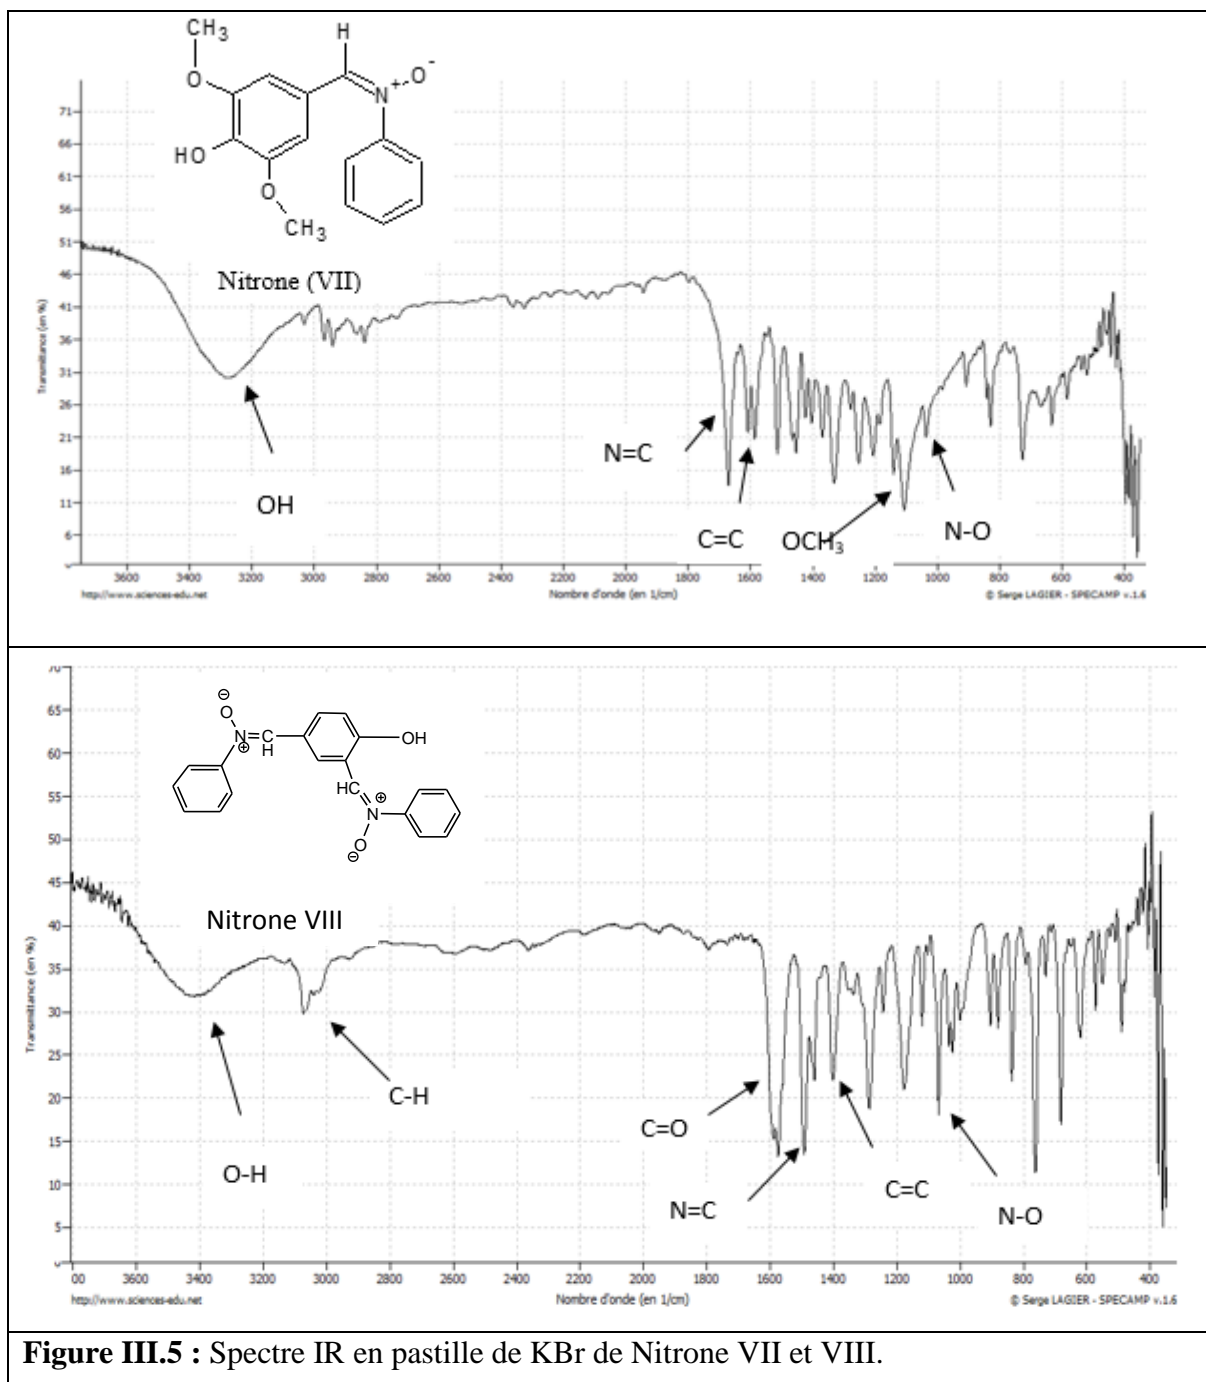 CH3
H
O
N
+
O
-
HO
O
CH3
Nitrone (VII)
71
66
61
56
51
46
41
36
31
26
21
16
11
6
Transmittance (en %)
OH
N=C
C=C
OCH3
N-O
3600 3400 3200 3000 2800 2600 2400 2200 2000 1800 1600 1400 1200 1000 800 600 400
http://www.sciences-edu.net
Nombre d'onde (en 1/cm)
© Serge LAGIER - SPECAMP v.1.6
70
65
60
55
50
45
40
35
30
25
20
15
10
5
Transmittance (en %)
⊖
O
N=C
⊕
H
OH
HC
⊕
N
O
⊖
Nitrone VIII
O-H
C-H
C=O
N=C
C=C
N-O
00 3600 3400 3200 3000 2800 2600 2400 2200 2000 1800 1600 1400 1200 1000 800 600 400
http://www.sciences-edu.net
Nombre d'onde (en 1/cm)
© Serge LAGIER - SPECAMP v.1.6
Figure III.5 : Spectre IR en pastille de KBr de Nitrone VII et VIII.